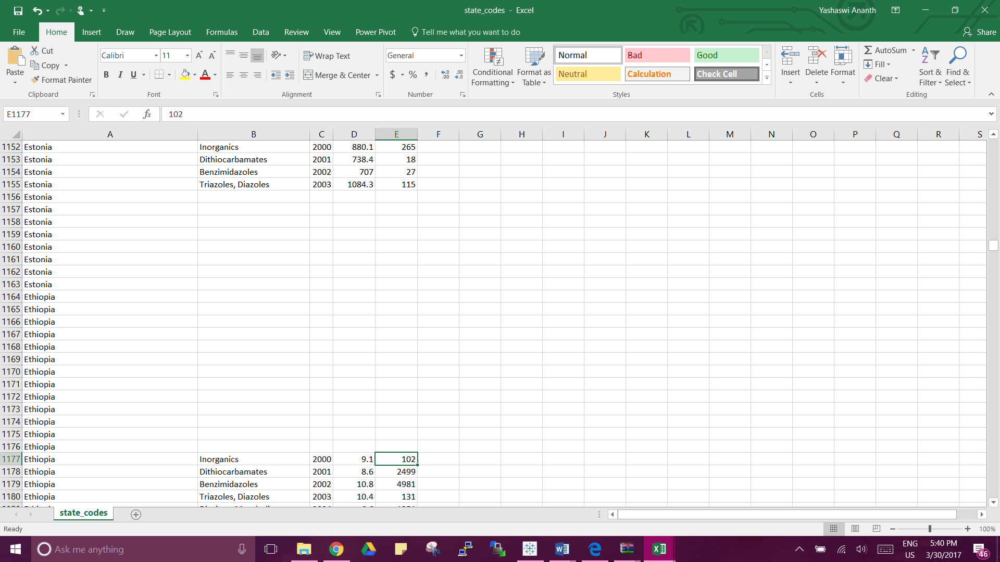 state_codes - Excel
Yashaswi Ananth
File Home Insert Draw Page Layout Formulas Data Review View Power Pivot Tell me what you want to do Share
Paste
Cut
Copy
Format Painter
Clipboard
Calibri 11
B I U
Font
Wrap Text
Merge & Center
Alignment
General
$ % ,
Number
Conditional Formatting
Format as Table
Normal Bad Good
Neutral Calculation Check Cell
Styles
Insert Delete Format
Cells
AutoSum
Fill
Clear
Sort & Filter
Find & Select
Editing
E1177 fx 102
A B C D E F G H I J K L M N O P Q R S
1152 Estonia Inorganics 2000 880.1 265
1153 Estonia Dithiocarbamates 2001 738.4 18
1154 Estonia Benzimidazoles 2002 707 27
1155 Estonia Triazoles, Diazoles 2003 1084.3 115
1156 Estonia
1157 Estonia
1158 Estonia
1159 Estonia
1160 Estonia
1161 Estonia
1162 Estonia
1163 Estonia
1164 Ethiopia
1165 Ethiopia
1166 Ethiopia
1167 Ethiopia
1168 Ethiopia
1169 Ethiopia
1170 Ethiopia
1171 Ethiopia
1172 Ethiopia
1173 Ethiopia
1174 Ethiopia
1175 Ethiopia
1176 Ethiopia
1177 Ethiopia Inorganics 2000 9.1 102
1178 Ethiopia Dithiocarbamates 2001 8.6 2499
1179 Ethiopia Benzimidazoles 2002 10.8 4981
1180 Ethiopia Triazoles, Diazoles 2003 10.4 131
state_codes
Ready
100%
Ask me anything
ENG US
5:40 PM
3/30/2017
46